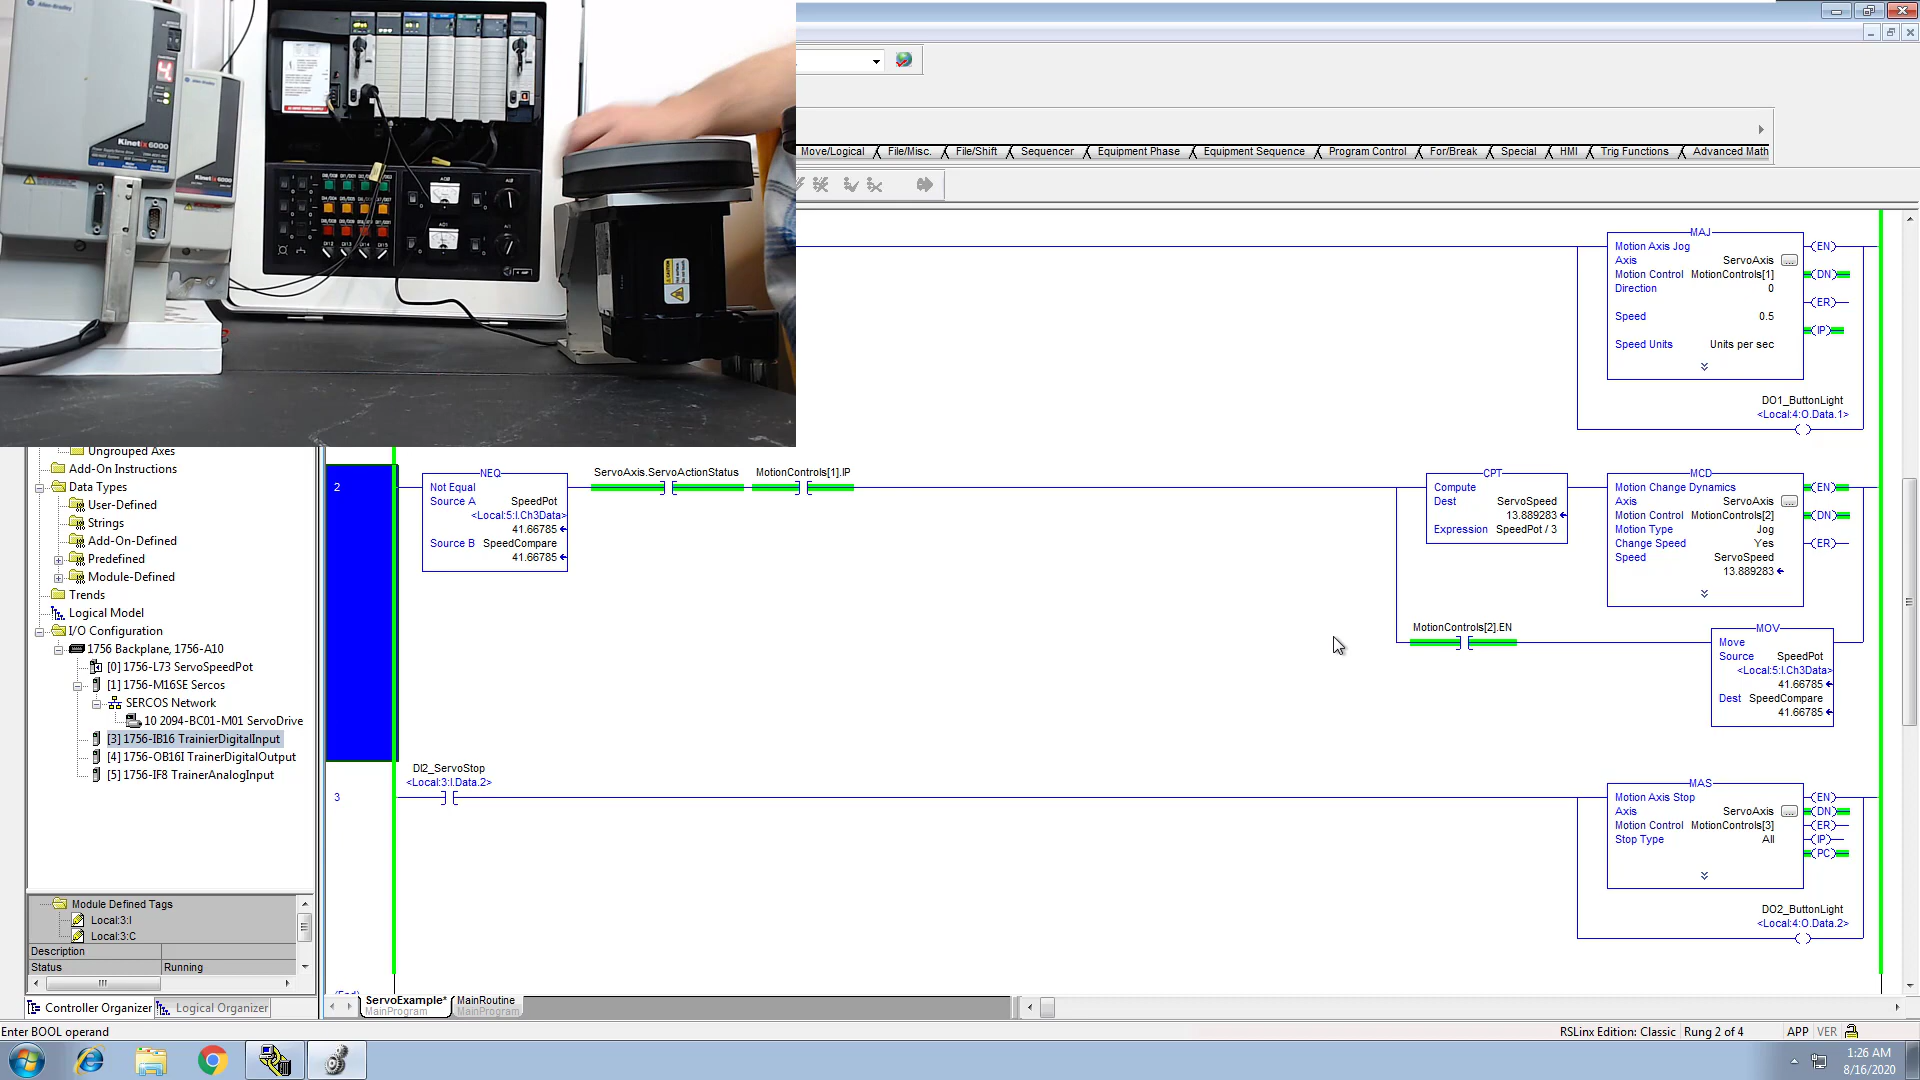 Allen-Bradley
Allen-Bradley
4.
Kinetix 6000
Kinetix 6000
CAUTION
Move/Logical
File/Misc.
File/Shift
Sequencer
Equipment Phase
Equipment Sequence
Program Control
For/Break
Special
HMI
Trig Functions
Advanced Math
MAJ
Motion Axis Jog
Axis ServoAxis ...
Motion Control MotionControls[1]
Direction 0
Speed 0.5
Speed Units Units per sec
EN
DN
ER
IP
DO1_ButtonLight
<Local:4:O.Data.1>
Ungrouped Axes
Add-On Instructions
Data Types
User-Defined
Strings
Add-On-Defined
Predefined
Module-Defined
Trends
Logical Model
I/O Configuration
1756 Backplane, 1756-A10
[0] 1756-L73 ServoSpeedPot
[1] 1756-M16SE Sercos
SERCOS Network
10 2094-BC01-M01 ServoDrive
[3] 1756-IB16 TrainierDigitalInput
[4] 1756-OB16I TrainerDigitalOutput
[5] 1756-IF8 TrainerAnalogInput
2
NEQ
Not Equal
Source A SpeedPot
<Local:5:I.Ch3Data>
41.66785
Source B SpeedCompare
41.66785
ServoAxis.ServoActionStatus
MotionControls[1].IP
CPT
Compute
Dest ServoSpeed
13.889283
Expression SpeedPot / 3
MCD
Motion Change Dynamics
Axis ServoAxis ...
Motion Control MotionControls[2]
Motion Type Jog
Change Speed Yes
Speed ServoSpeed
13.889283
EN
DN
ER
MotionControls[2].EN
MOV
Move
Source SpeedPot
<Local:5:I.Ch3Data>
41.66785
Dest SpeedCompare
41.66785
3
DI2_ServoStop
<Local:3:I.Data.2>
MAS
Motion Axis Stop
Axis ServoAxis ...
Motion Control MotionControls[3]
Stop Type All
EN
DN
ER
IP
PC
DO2_ButtonLight
<Local:4:O.Data.2>
Module Defined Tags
Local:3:I
Local:3:C
Description
Status Running
Controller Organizer
Logical Organizer
(End)
ServoExample*
MainProgram
MainRoutine
MainProgram
Enter BOOL operand
RSLinx Edition: Classic Rung 2 of 4 APP VER
1:26 AM
8/16/2020